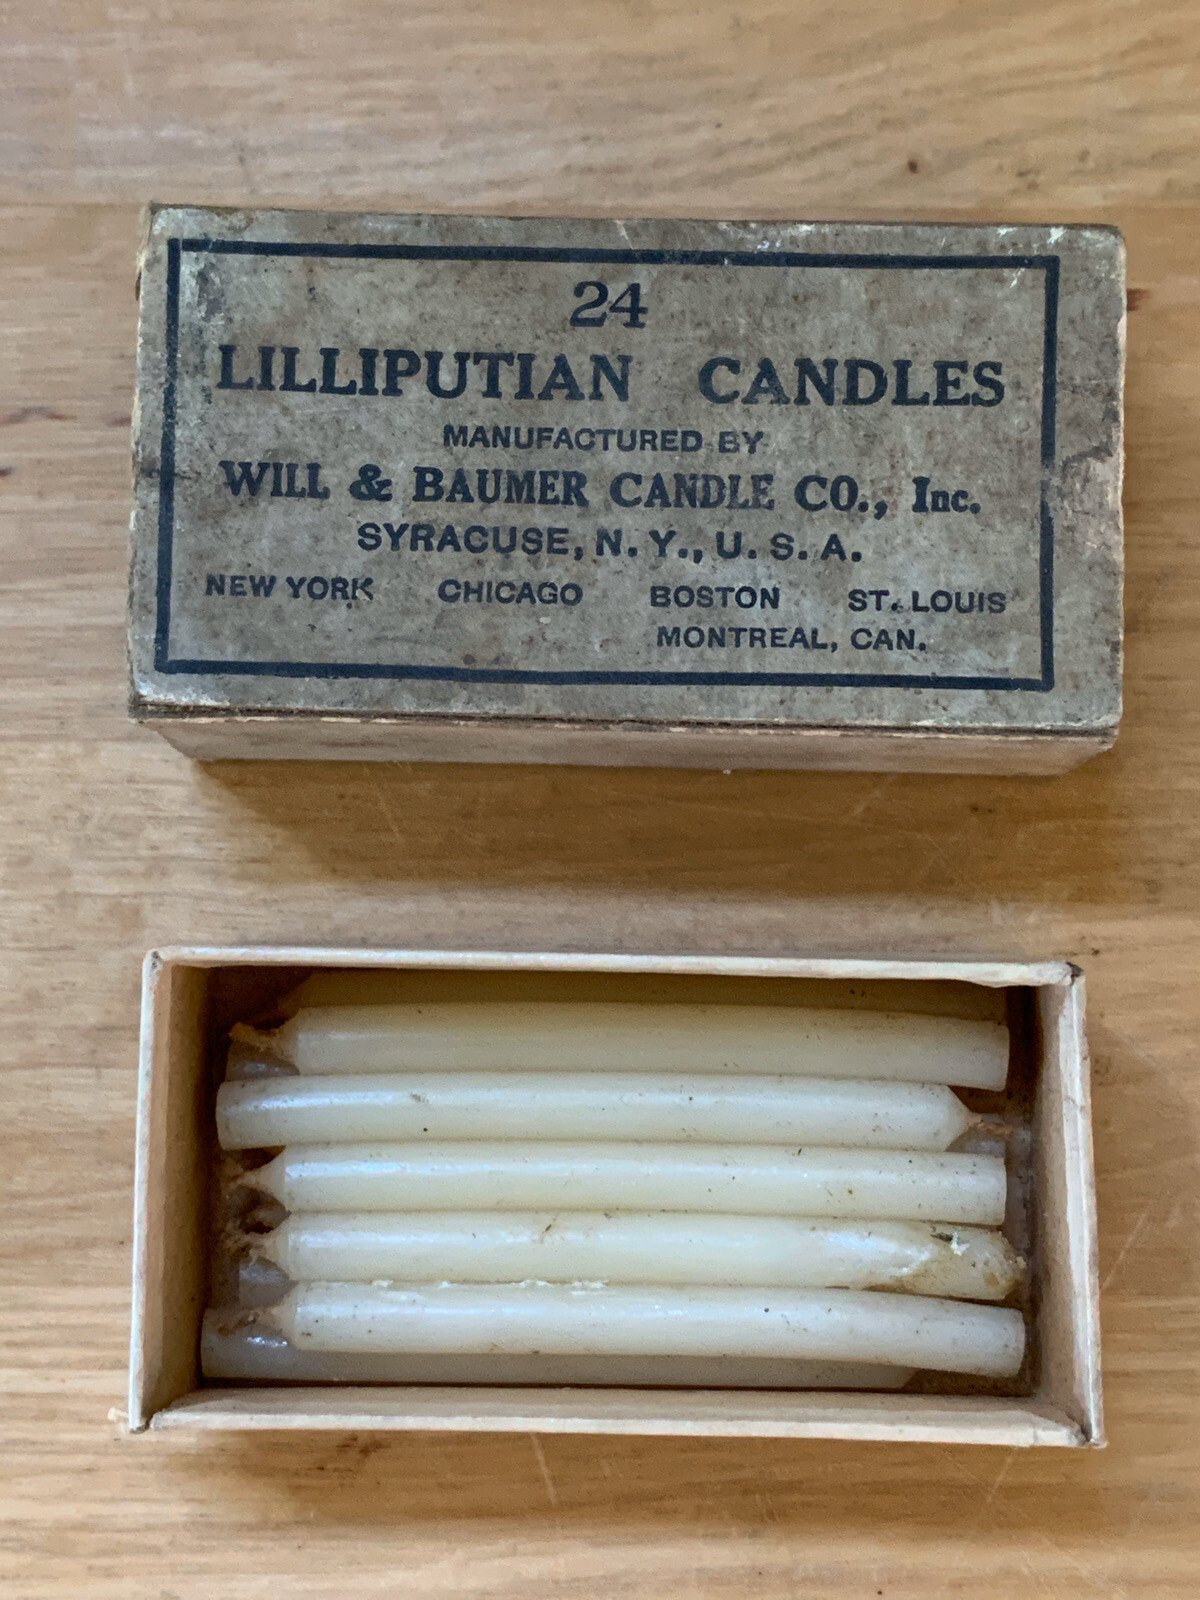 24
LILLIPUTIAN CANDLES
MANUFACTURED BY
WILL & BAUMER CANDLE CO., Inc.
SYRACUSE, N. Y., U. S. A.
NEW YORK CHICAGO BOSTON ST. LOUIS
MONTREAL, CAN.